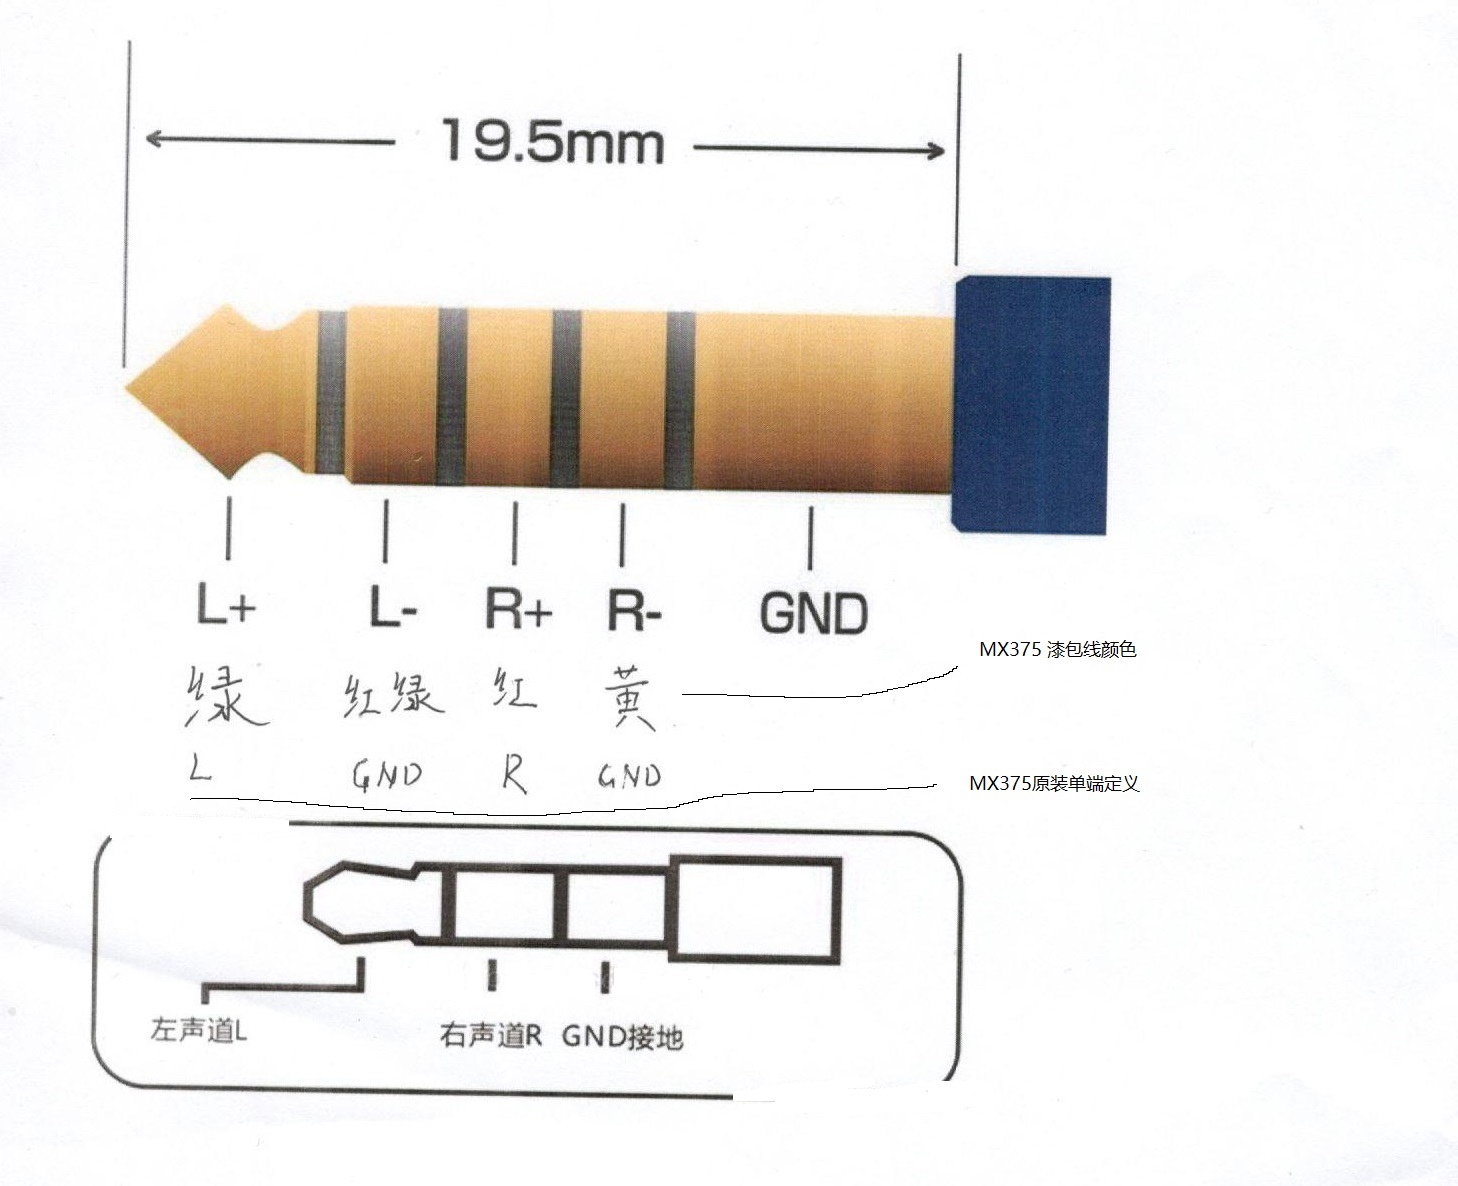 19.5mm
L+ L- R+ R- GND
MX375 漆包线颜色
绿 红绿 红 黄
L GND R GND
MX375原装单端定义
左声道L 右声道R GND接地